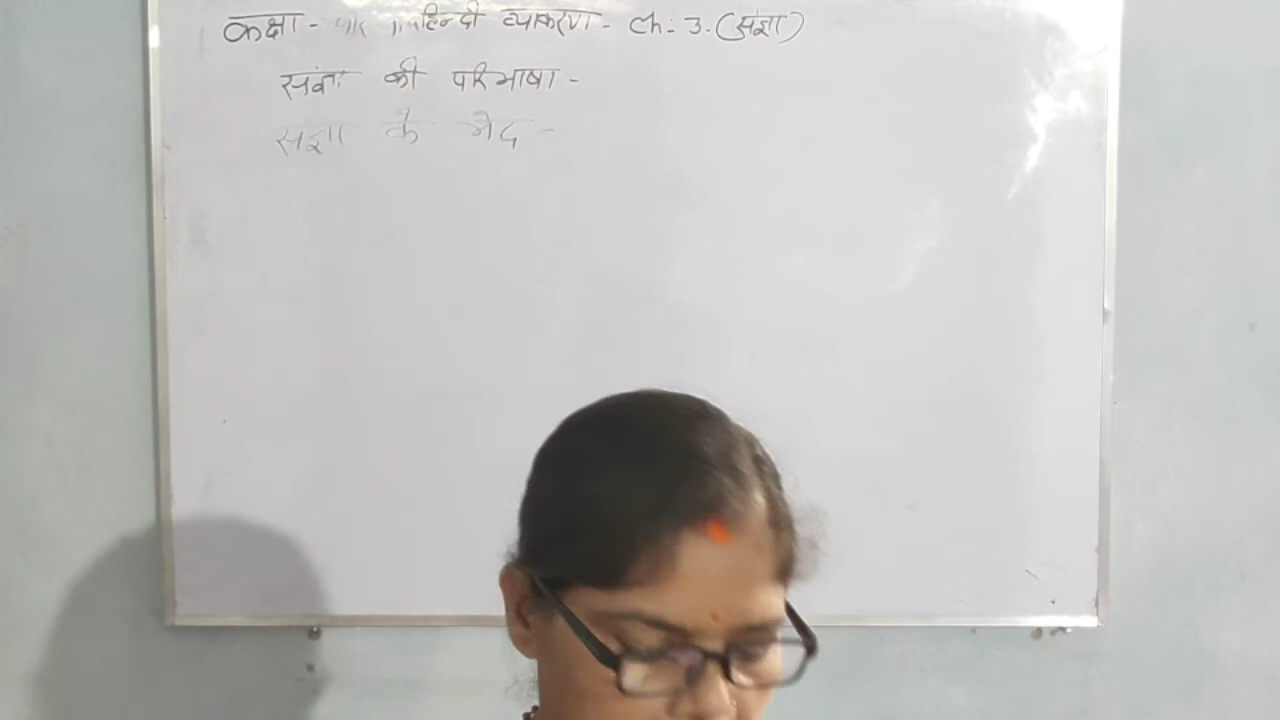 कक्षा - हिन्दी व्याकरण - Ch: 3. (संज्ञा)
संज्ञा की परिभाषा -
संज्ञा के भेद -